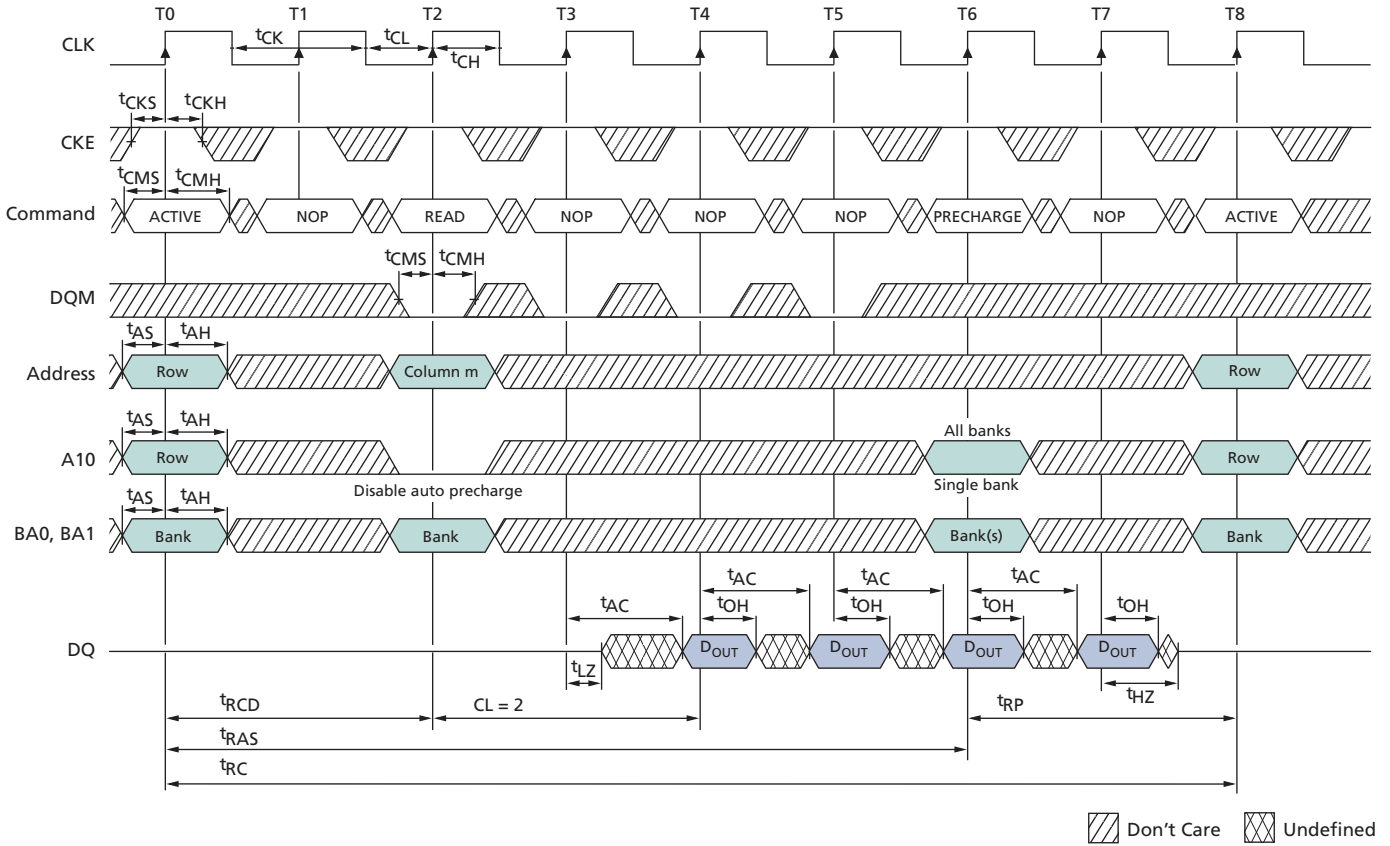 T0 T1 T2 T3 T4 T5 T6 T7 T8
CLK
tCK tCL
tCH
tCKS tCKH
CKE
tCMS tCMH
Command ACTIVE NOP READ NOP NOP NOP PRECHARGE NOP ACTIVE
tCMS tCMH
DQM
tAS tAH
Address Row Column m Row
tAS tAH All banks
A10 Row Row
Disable auto precharge Single bank
tAS tAH
BA0, BA1 Bank Bank Bank(s) Bank
tAC tAC tAC
tAC tOH tOH tOH tOH
DQ DOUT DOUT DOUT DOUT
tLZ tHZ
tRCD CL = 2 tRP
tRAS
tRC
Don't Care Undefined